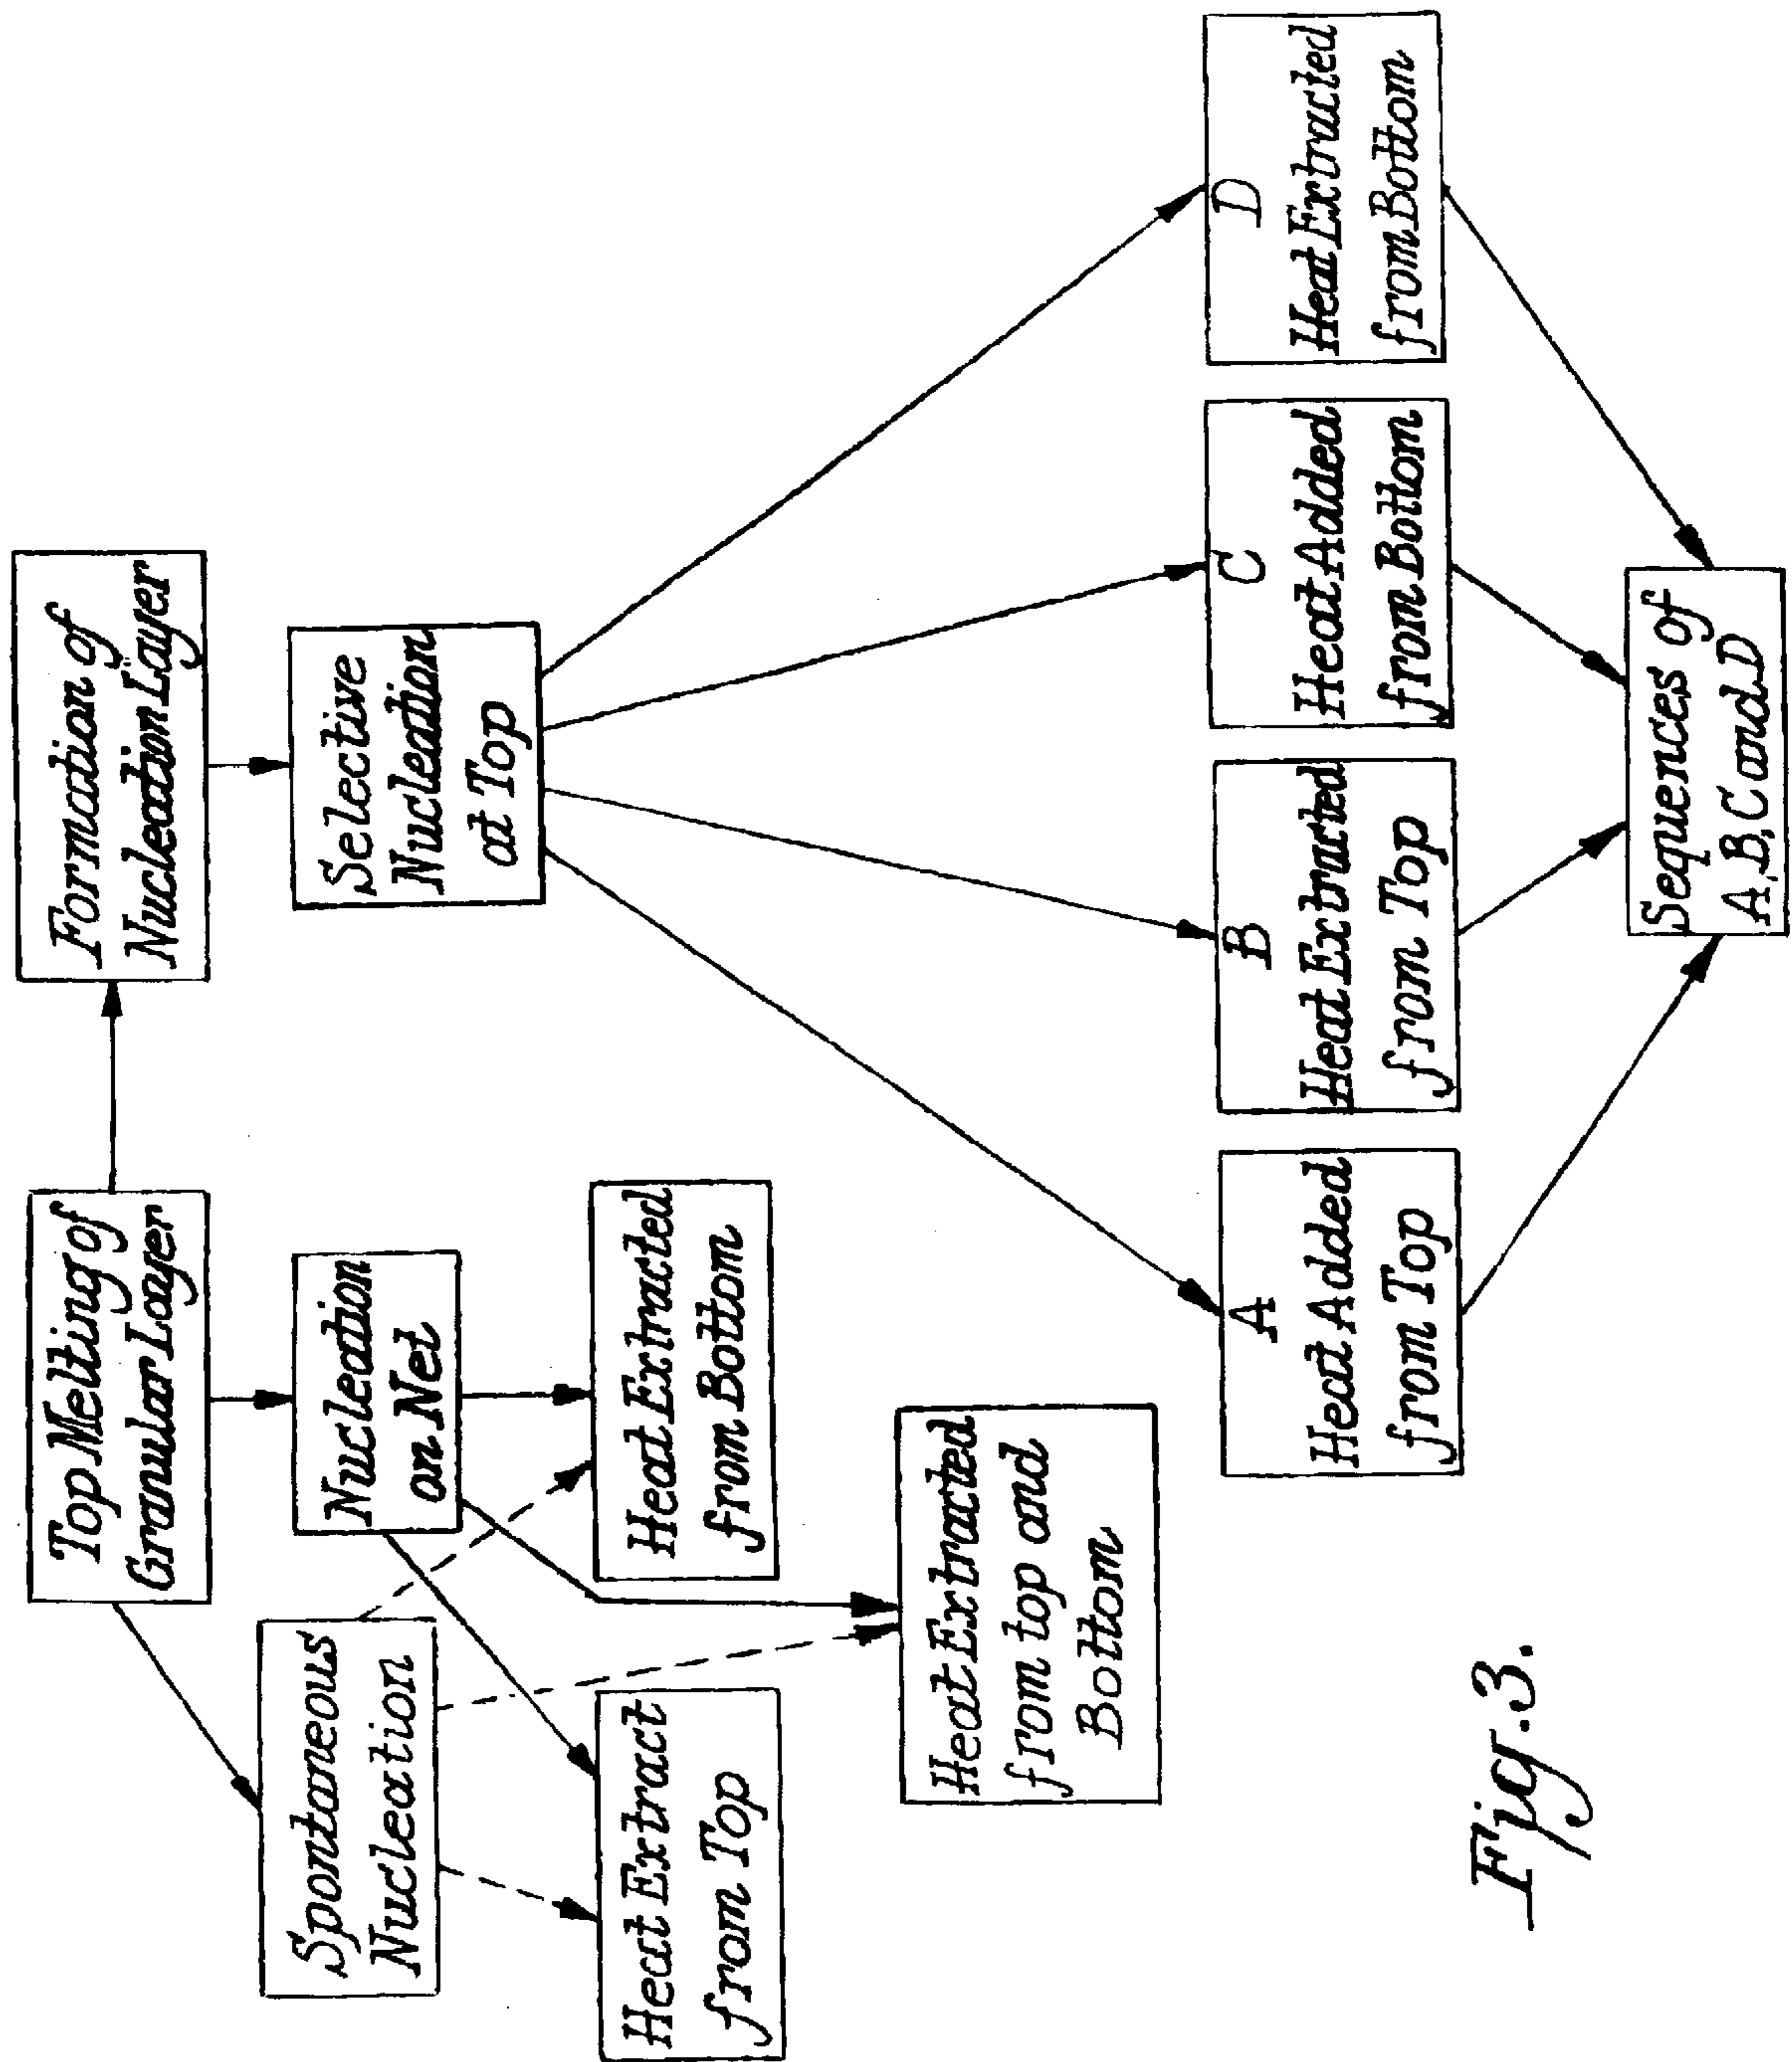 Top Melting of
Granular Layer
Formation of
Nucleation Layer
Spontaneous
Nucleation
Nucleation
on Net
Selective
Nucleation
at Top
Heat Extract
from Top
Heat Extracted
from Bottom
Heat Extracted
from top and
Bottom
A
Heat Added
from Top
B
Heat Extracted
from Top
C
Heat Added
from Bottom
D
Heat Extracted
from Bottom
Sequences of
A,B,C and D
Fig.3.